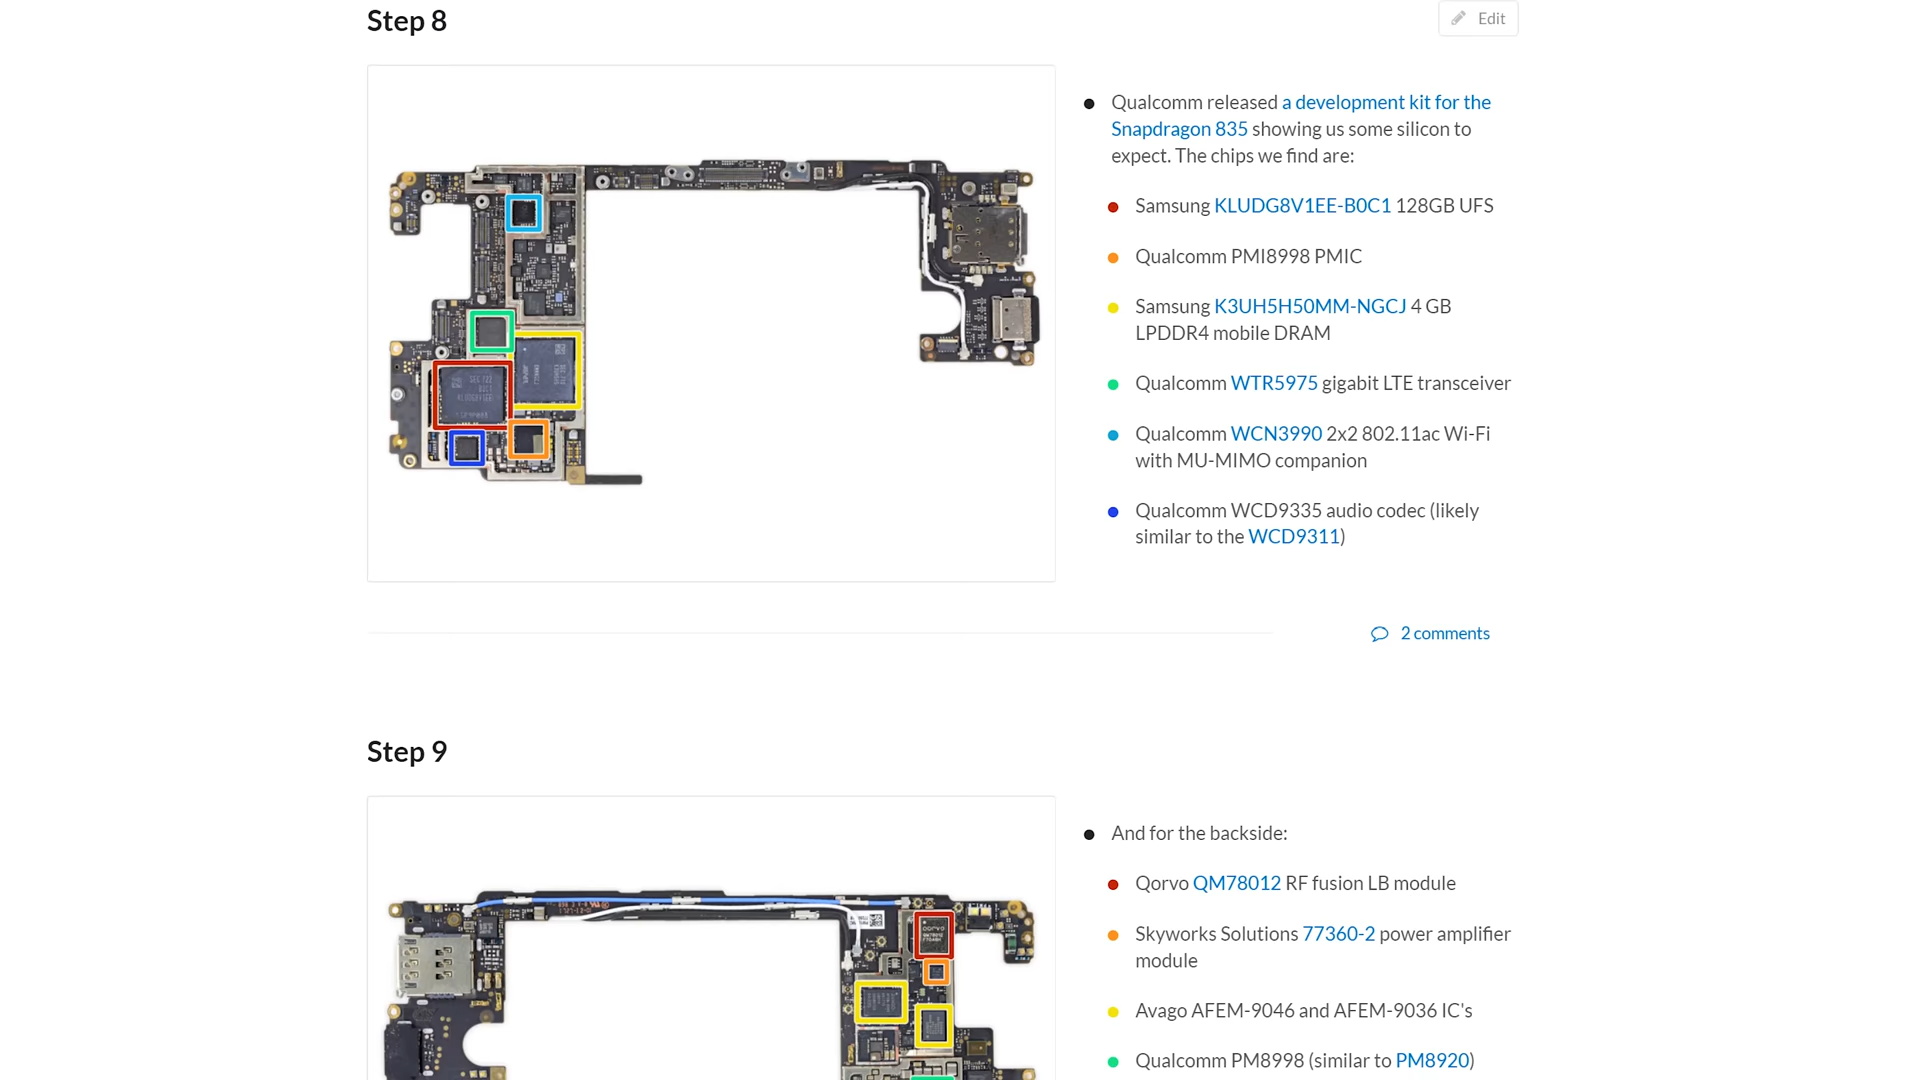 Step 8
Edit
Qualcomm released a development kit for the
Snapdragon 835 showing us some silicon to
expect. The chips we find are:
Samsung KLUDG8V1EE-B0C1 128GB UFS
Qualcomm PMI8998 PMIC
Samsung K3UH5H50MM-NGCJ 4 GB
LPDDR4 mobile DRAM
Qualcomm WTR5975 gigabit LTE transceiver
Qualcomm WCN3990 2x2 802.11ac Wi-Fi
with MU-MIMO companion
Qualcomm WCD9335 audio codec (likely
similar to the WCD9311)
2 comments
Step 9
And for the backside:
Qorvo QM78012 RF fusion LB module
Skyworks Solutions 77360-2 power amplifier
module
Avago AFEM-9046 and AFEM-9036 IC's
Qualcomm PM8998 (similar to PM8920)